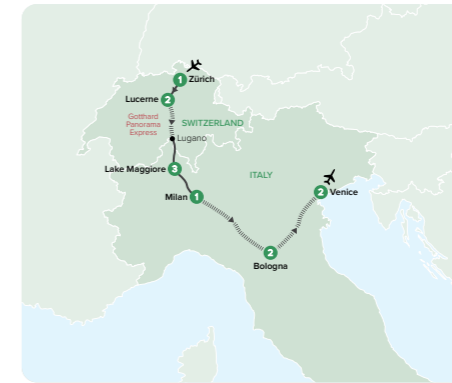 1 Zürich
Lucerne 2
Gotthard
Panorama
Express
SWITZERLAND
Lugano
Lake Maggiore 3
ITALY
Milan 1
2 Venice
2
Bologna